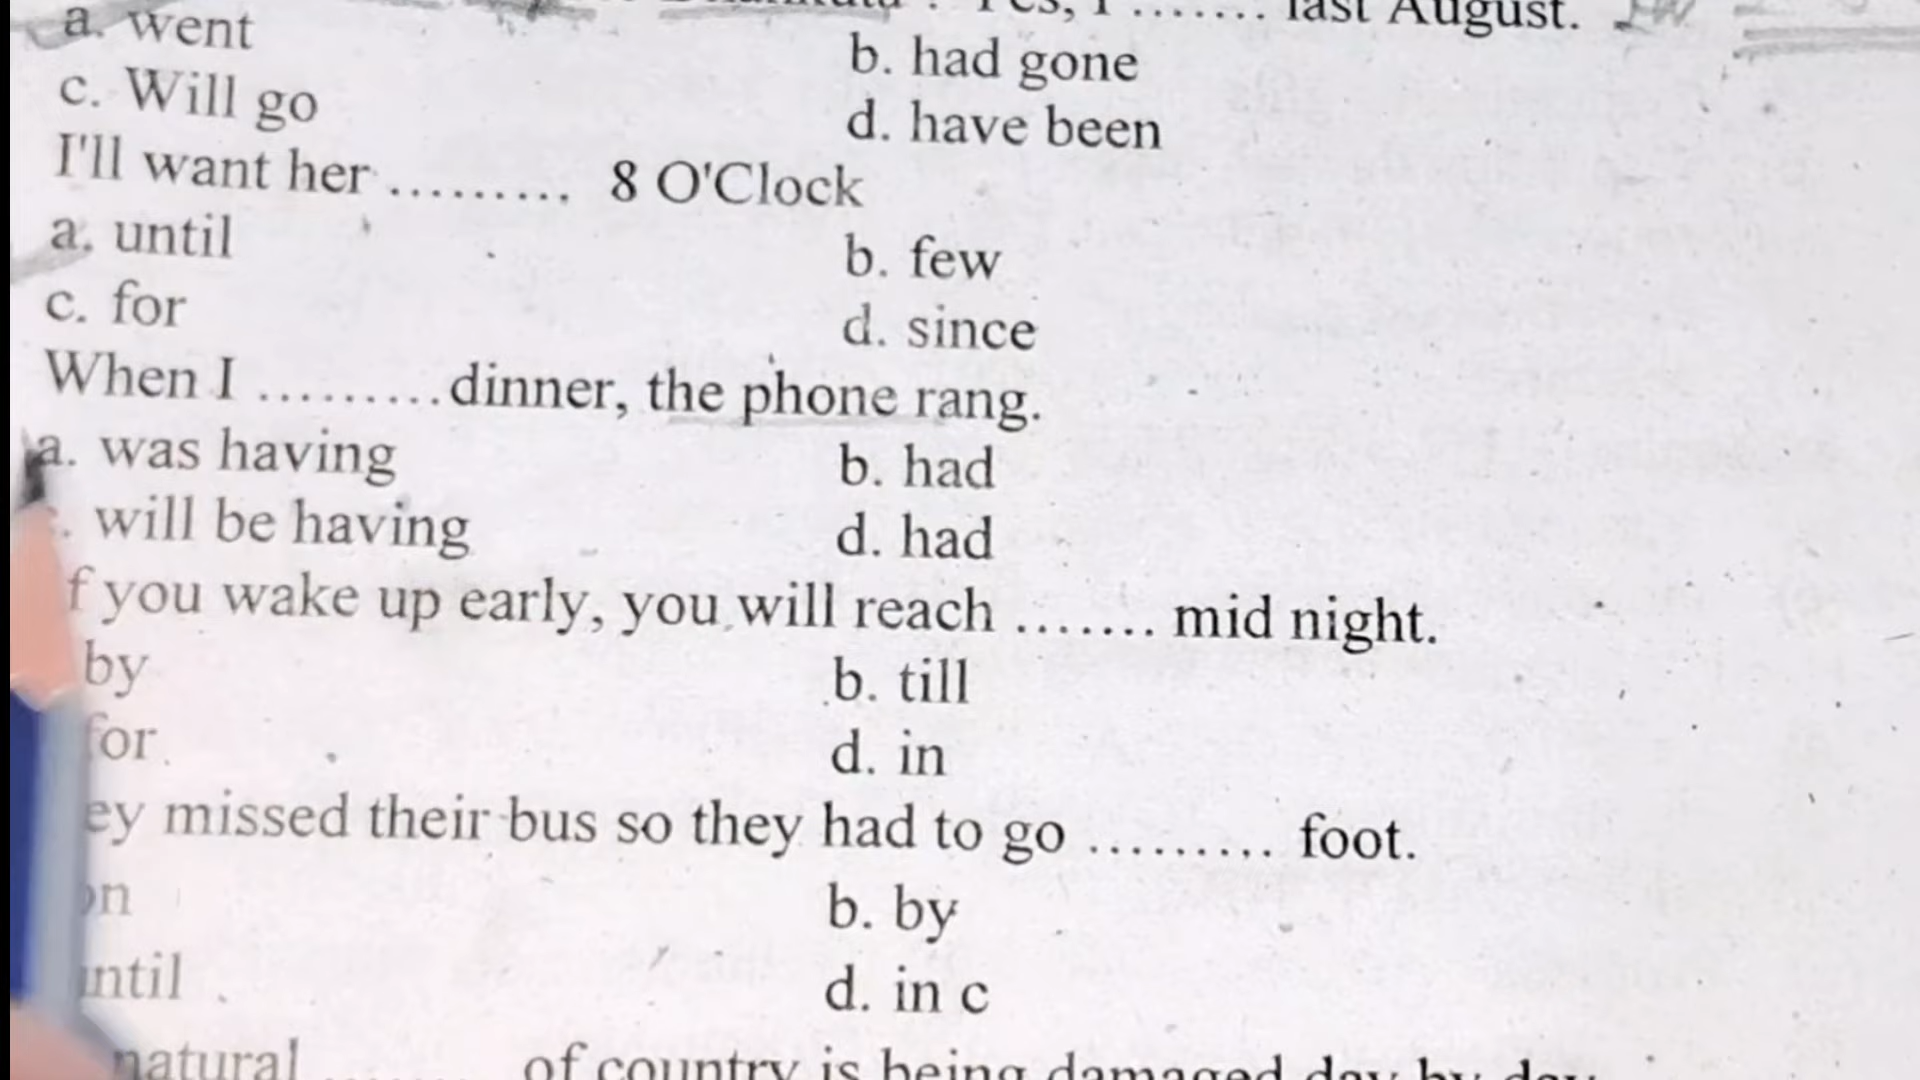 ....... last August.
a. went b. had gone
c. Will go d. have been
I'll want her ......... 8 O'Clock
a. until b. few
c. for d. since
When I .........dinner, the phone rang.
a. was having b. had
. will be having d. had
f you wake up early, you will reach ....... mid night.
by b. till
for d. in
ey missed their bus so they had to go ......... foot.
on b. by
ntil d. in c
natural ....... of country is being damaged day by day